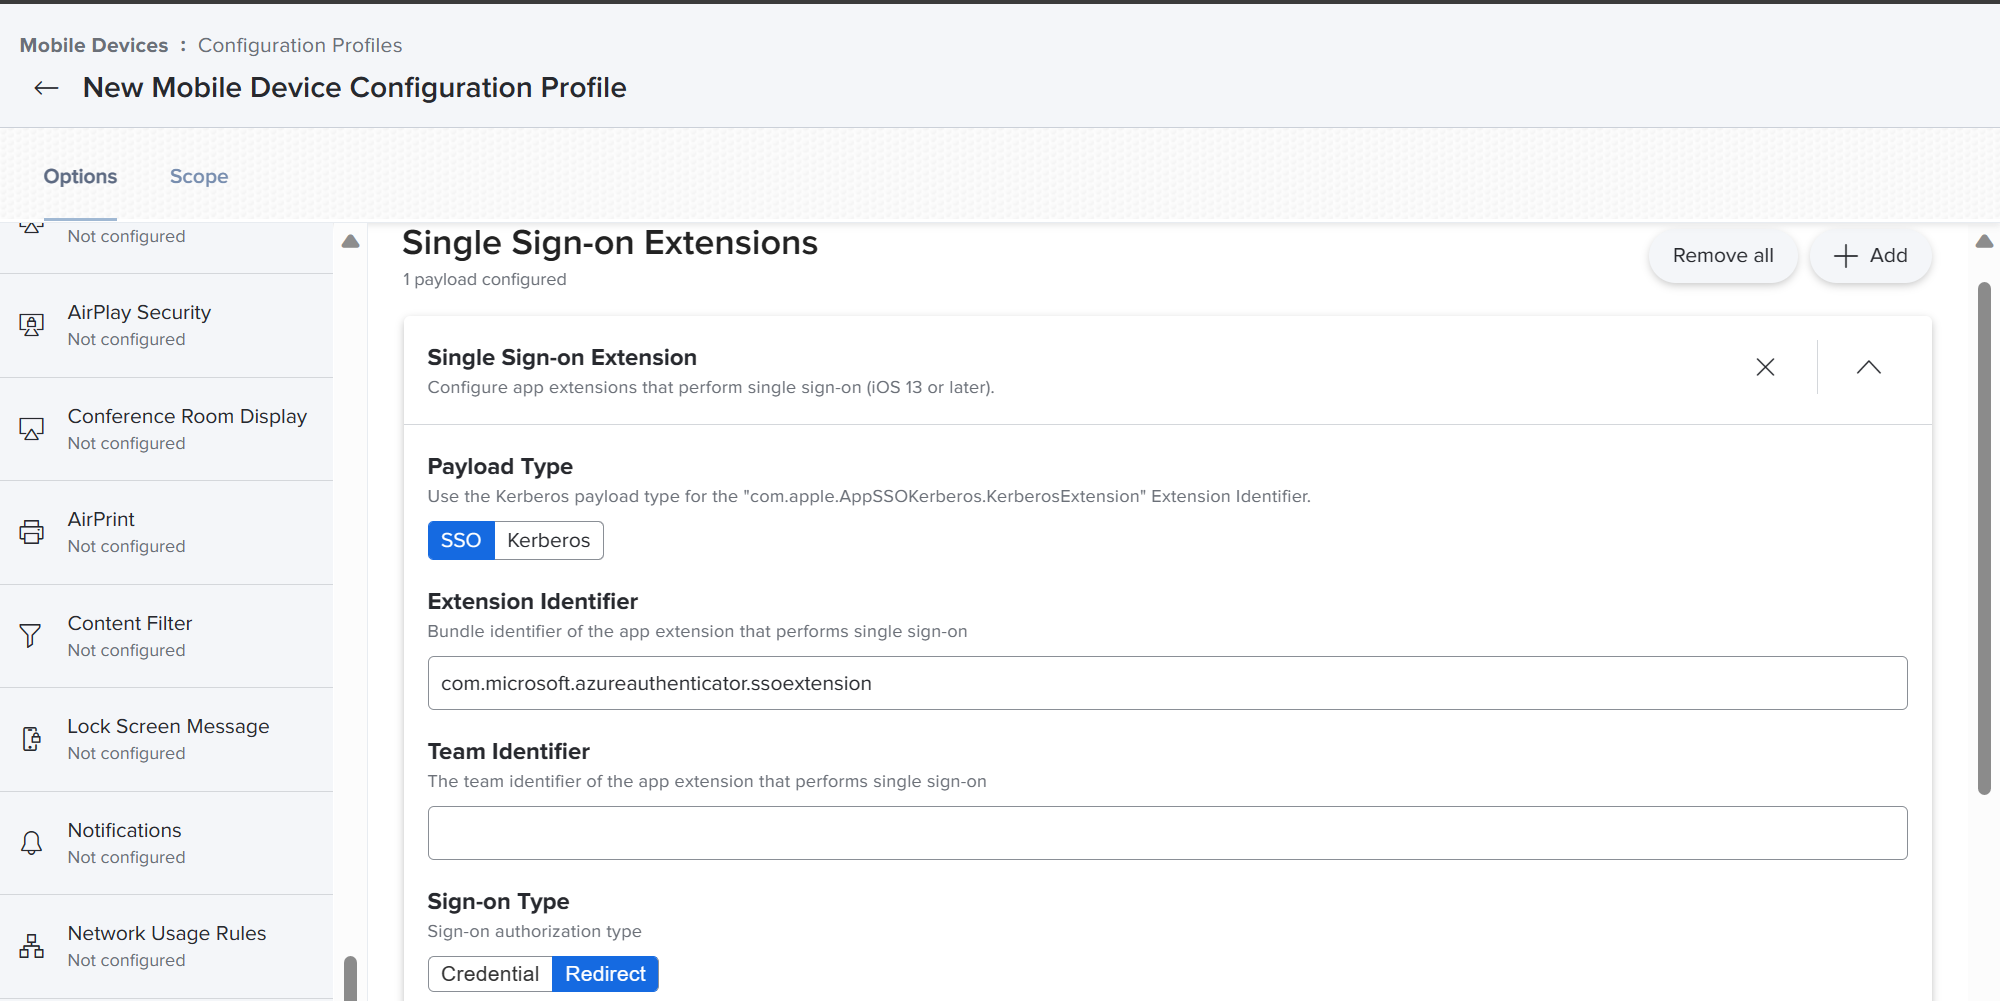 Mobile Devices : Configuration Profiles
New Mobile Device Configuration Profile
Options Scope
Not configured
AirPlay Security
Not configured
Conference Room Display
Not configured
AirPrint
Not configured
Content Filter
Not configured
Lock Screen Message
Not configured
Notifications
Not configured
Network Usage Rules
Not configured
Single Sign-on Extensions
1 payload configured
Remove all
Add
Single Sign-on Extension
Configure app extensions that perform single sign-on (iOS 13 or later).
Payload Type
Use the Kerberos payload type for the "com.apple.AppSSOKerberos.KerberosExtension" Extension Identifier.
SSO Kerberos
Extension Identifier
Bundle identifier of the app extension that performs single sign-on
com.microsoft.azureauthenticator.ssoextension
Team Identifier
The team identifier of the app extension that performs single sign-on
Sign-on Type
Sign-on authorization type
Credential Redirect